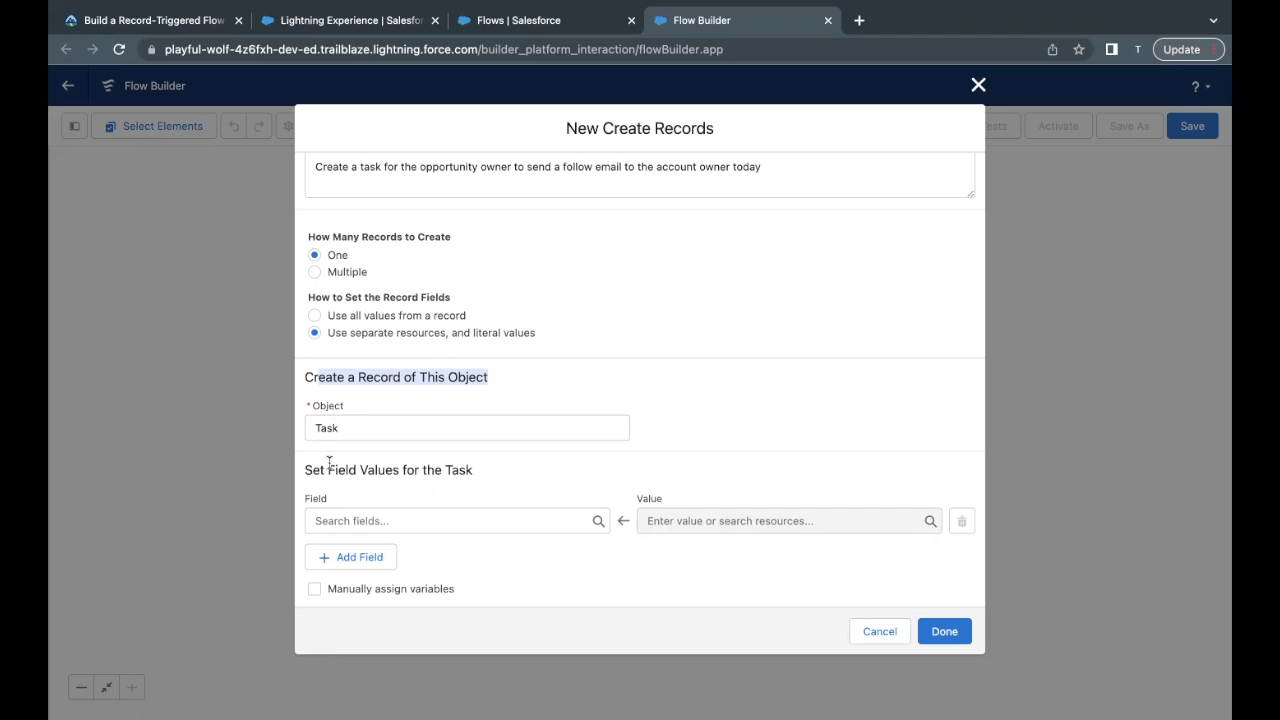 Build a Record-Triggered Flow
Lightning Experience | Salesfor
Flows | Salesforce
Flow Builder
playful-wolf-4z6fxh-dev-ed.trailblaze.lightning.force.com/builder_platform_interaction/flowBuilder.app
T
Update
Flow Builder
?
New Create Records
Select Elements
ests
Activate
Save As
Save
Create a task for the opportunity owner to send a follow email to the account owner today
How Many Records to Create
One
Multiple
How to Set the Record Fields
Use all values from a record
Use separate resources, and literal values
Create a Record of This Object
* Object
Task
Set Field Values for the Task
Field
Value
Search fields...
Enter value or search resources...
Add Field
Manually assign variables
Cancel
Done